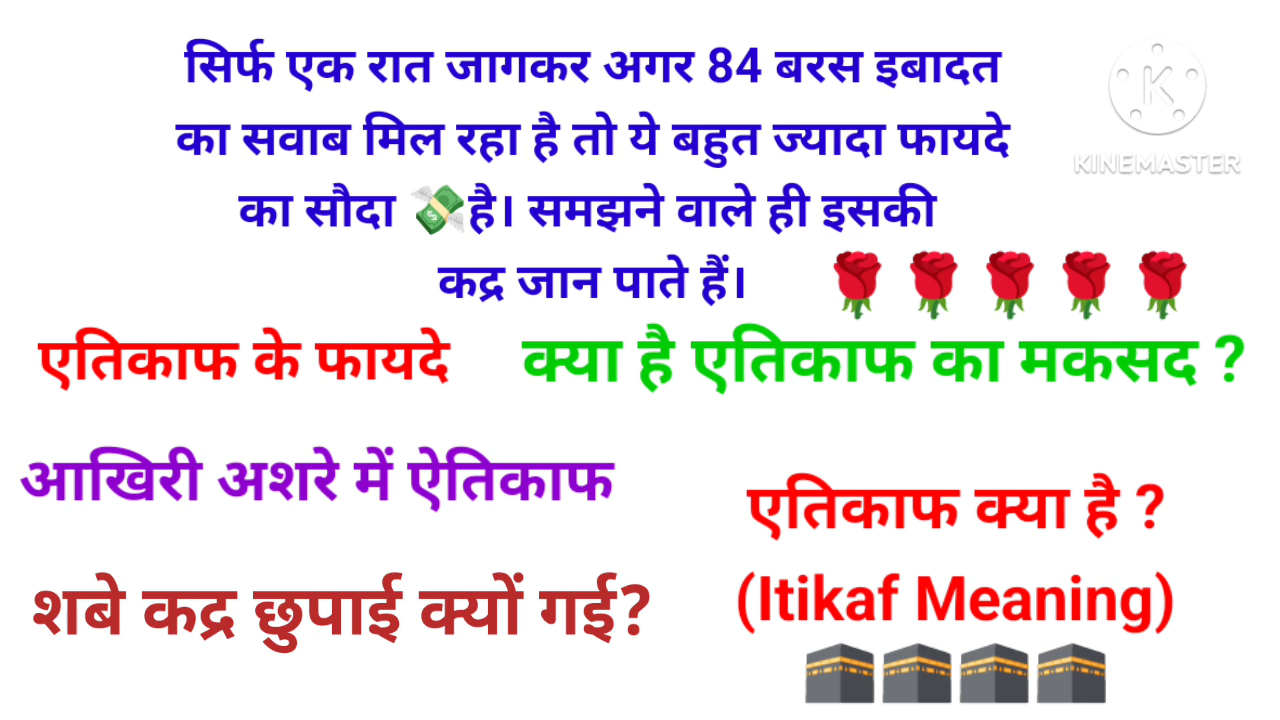 सिर्फ एक रात जागकर अगर 84 बरस इबादत
का सवाब मिल रहा है तो ये बहुत ज्यादा फायदे
का सौदा 💸है। समझने वाले ही इसकी
कद्र जान पाते हैं। 🌹🌹🌹🌹🌹
KINEMASTER
एतिकाफ के फायदे
क्या है एतिकाफ का मकसद ?
आखिरी अशरे में ऐतिकाफ
एतिकाफ क्या है ?
(Itikaf Meaning)
🕋🕋🕋🕋
शबे कद्र छुपाई क्यों गई?